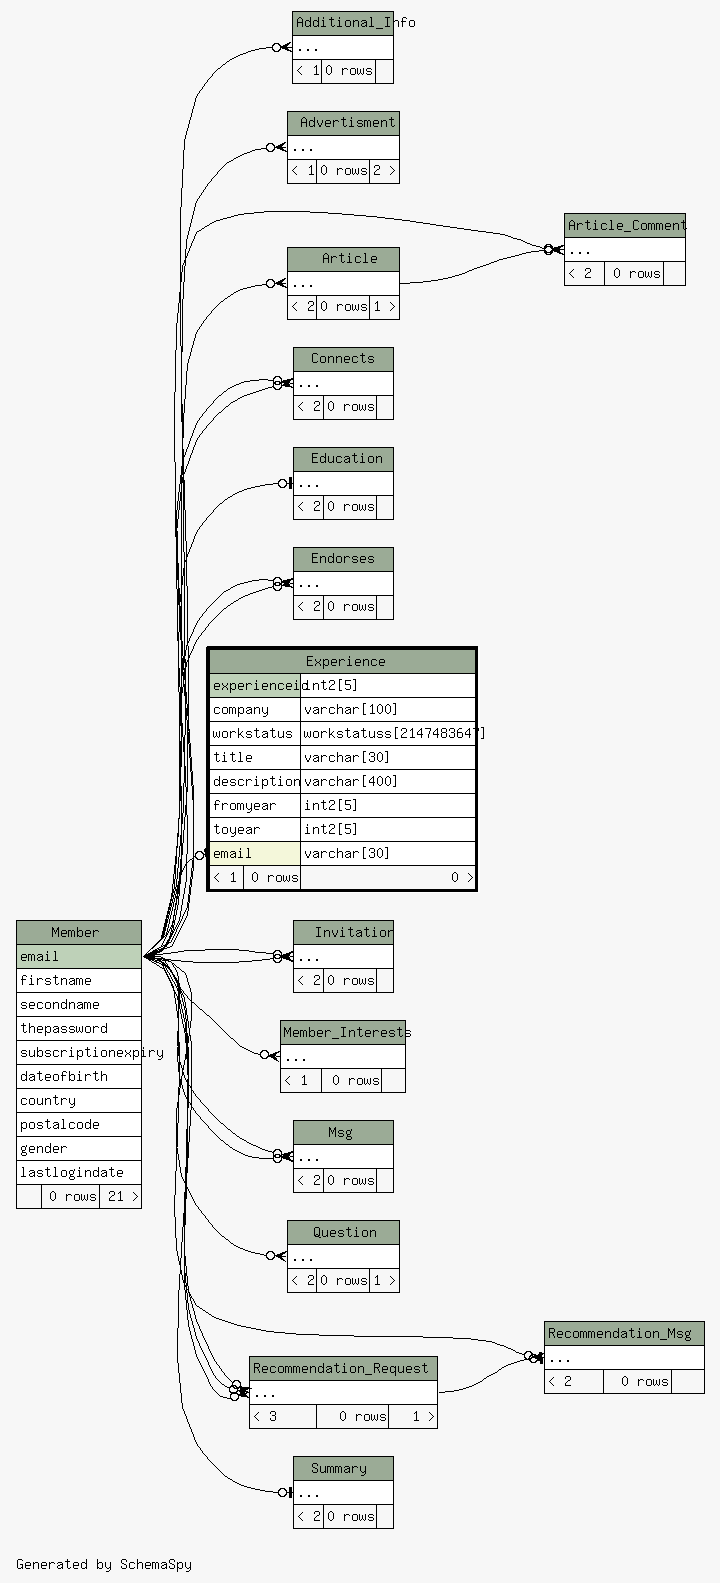 Additional_Info
...
< 1 0 rows
Advertisment
...
< 1 0 rows 2 >
Article_Comment
...
< 2 0 rows
Article
...
< 2 0 rows 1 >
Connects
...
< 2 0 rows
Education
...
< 2 0 rows
Endorses
...
< 2 0 rows
Experience
experienceid int2[5]
company varchar[100]
workstatus workstatuss[2147483647]
title varchar[30]
description varchar[400]
fromyear int2[5]
toyear int2[5]
email varchar[30]
< 1 0 rows 0 >
Member
email
firstname
secondname
thepassword
subscriptionexpiry
dateofbirth
country
postalcode
gender
lastlogindate
0 rows 21 >
Invitation
...
< 2 0 rows
Member_Interests
...
< 1 0 rows
Msg
...
< 2 0 rows
Question
...
< 2 0 rows 1 >
Recommendation_Msg
...
< 2 0 rows
Recommendation_Request
...
< 3 0 rows 1 >
Summary
...
< 2 0 rows
Generated by SchemaSpy